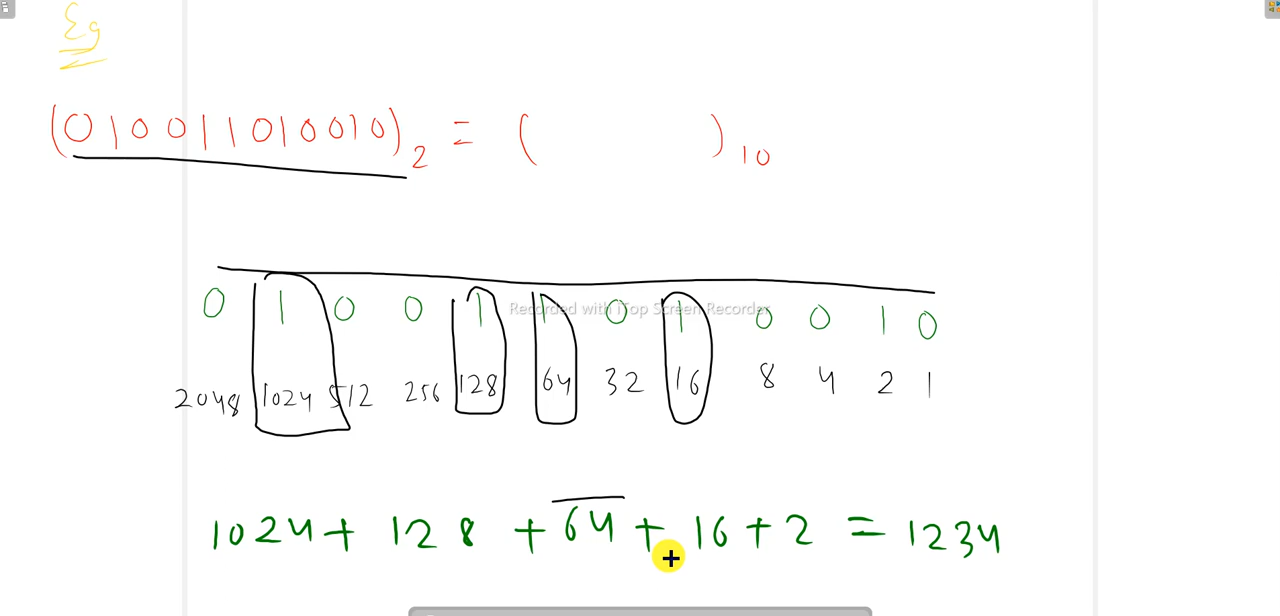 Eg
(010011010010)2 = ( )10
0 1 0 0 1 1 0 1 0 0 1 0
Recorded with iTop Screen Recorder
2048 1024 512 256 128 64 32 16 8 4 2 1
1024 + 128 + 64 + 16 + 2 = 1234